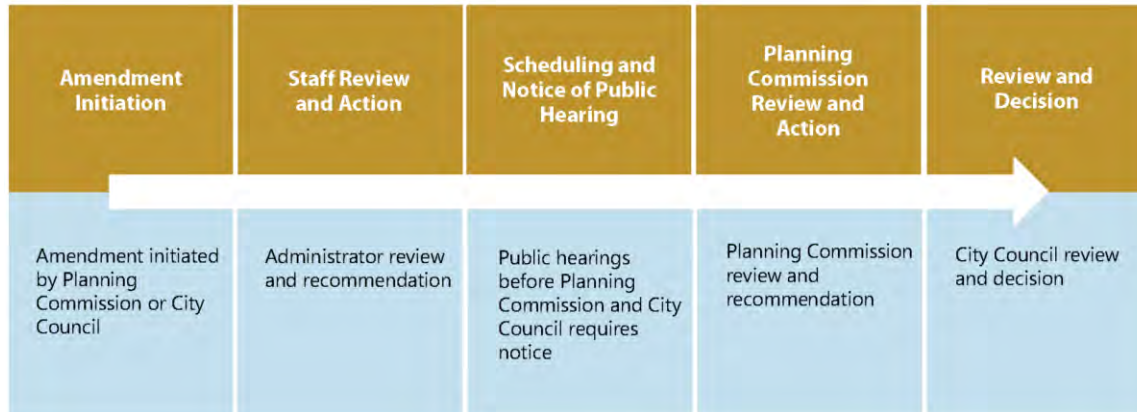 Amendment
Initiation
Staff Review
and Action
Scheduling and
Notice of Public
Hearing
Planning
Commission
Review and
Action
Review and
Decision
Amendment initiated
by Planning
Commission or City
Council
Administrator review
and recommendation
Public hearings
before Planning
Commission and City
Council requires
notice
Planning Commission
review and
recommendation
City Council review
and decision